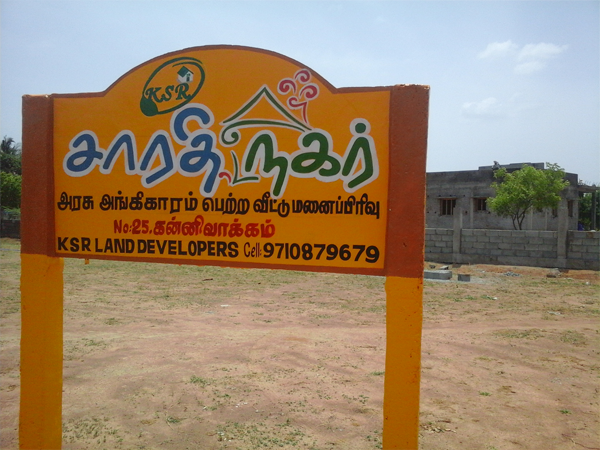 KSR
சாரதி நகர்
அரசு அங்கிகாரம் பெற்ற வீட்டு மனைப்பிரிவு
No:25.கன்னிவாக்கம்
KSR LAND DEVELOPERS Cell: 9710879679